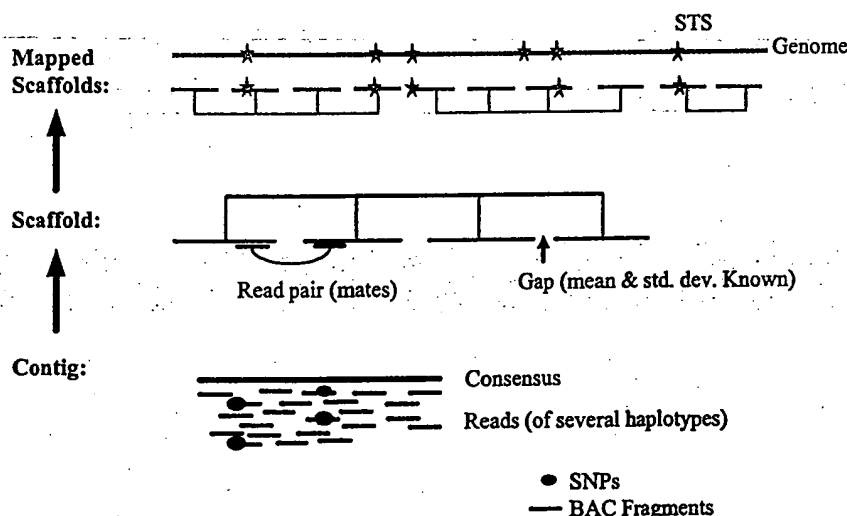 STS
Genome
Mapped
Scaffolds:
Scaffold:
Read pair (mates)
Gap (mean & std. dev. Known)
Contig:
Consensus
Reads (of several haplotypes)
SNPs
BAC Fragments